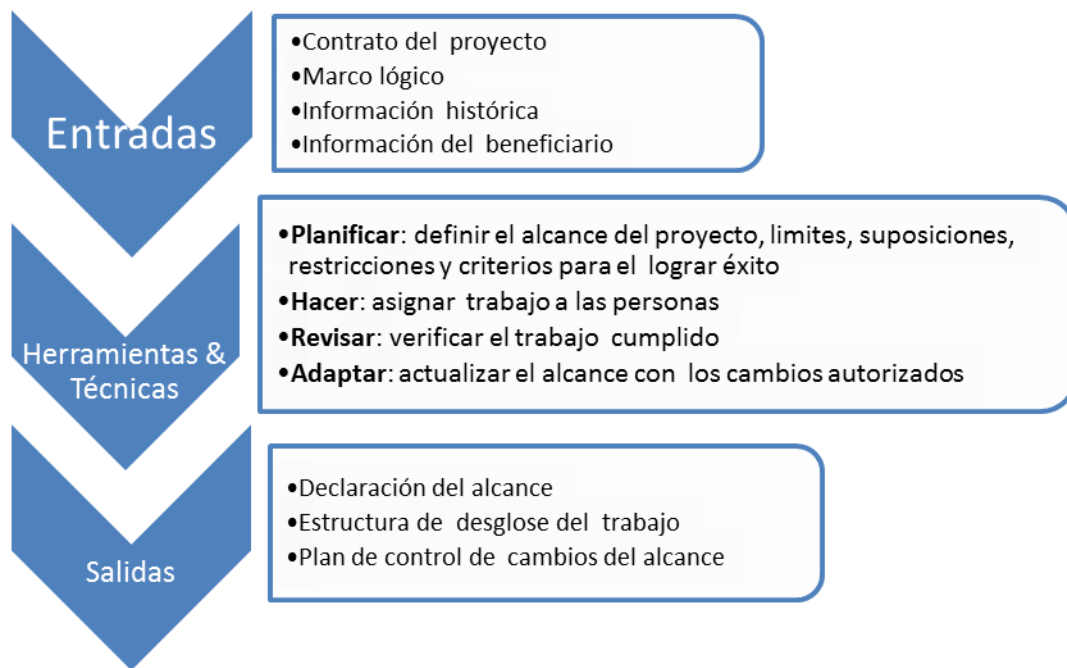 Entradas
•Contrato del proyecto
•Marco lógico
•Información histórica
•Información del beneficiario
Herramientas &
Técnicas
•Planificar: definir el alcance del proyecto, limites, suposiciones,
restricciones y criterios para el lograr éxito
•Hacer: asignar trabajo a las personas
•Revisar: verificar el trabajo cumplido
•Adaptar: actualizar el alcance con los cambios autorizados
Salidas
•Declaración del alcance
•Estructura de desglose del trabajo
•Plan de control de cambios del alcance